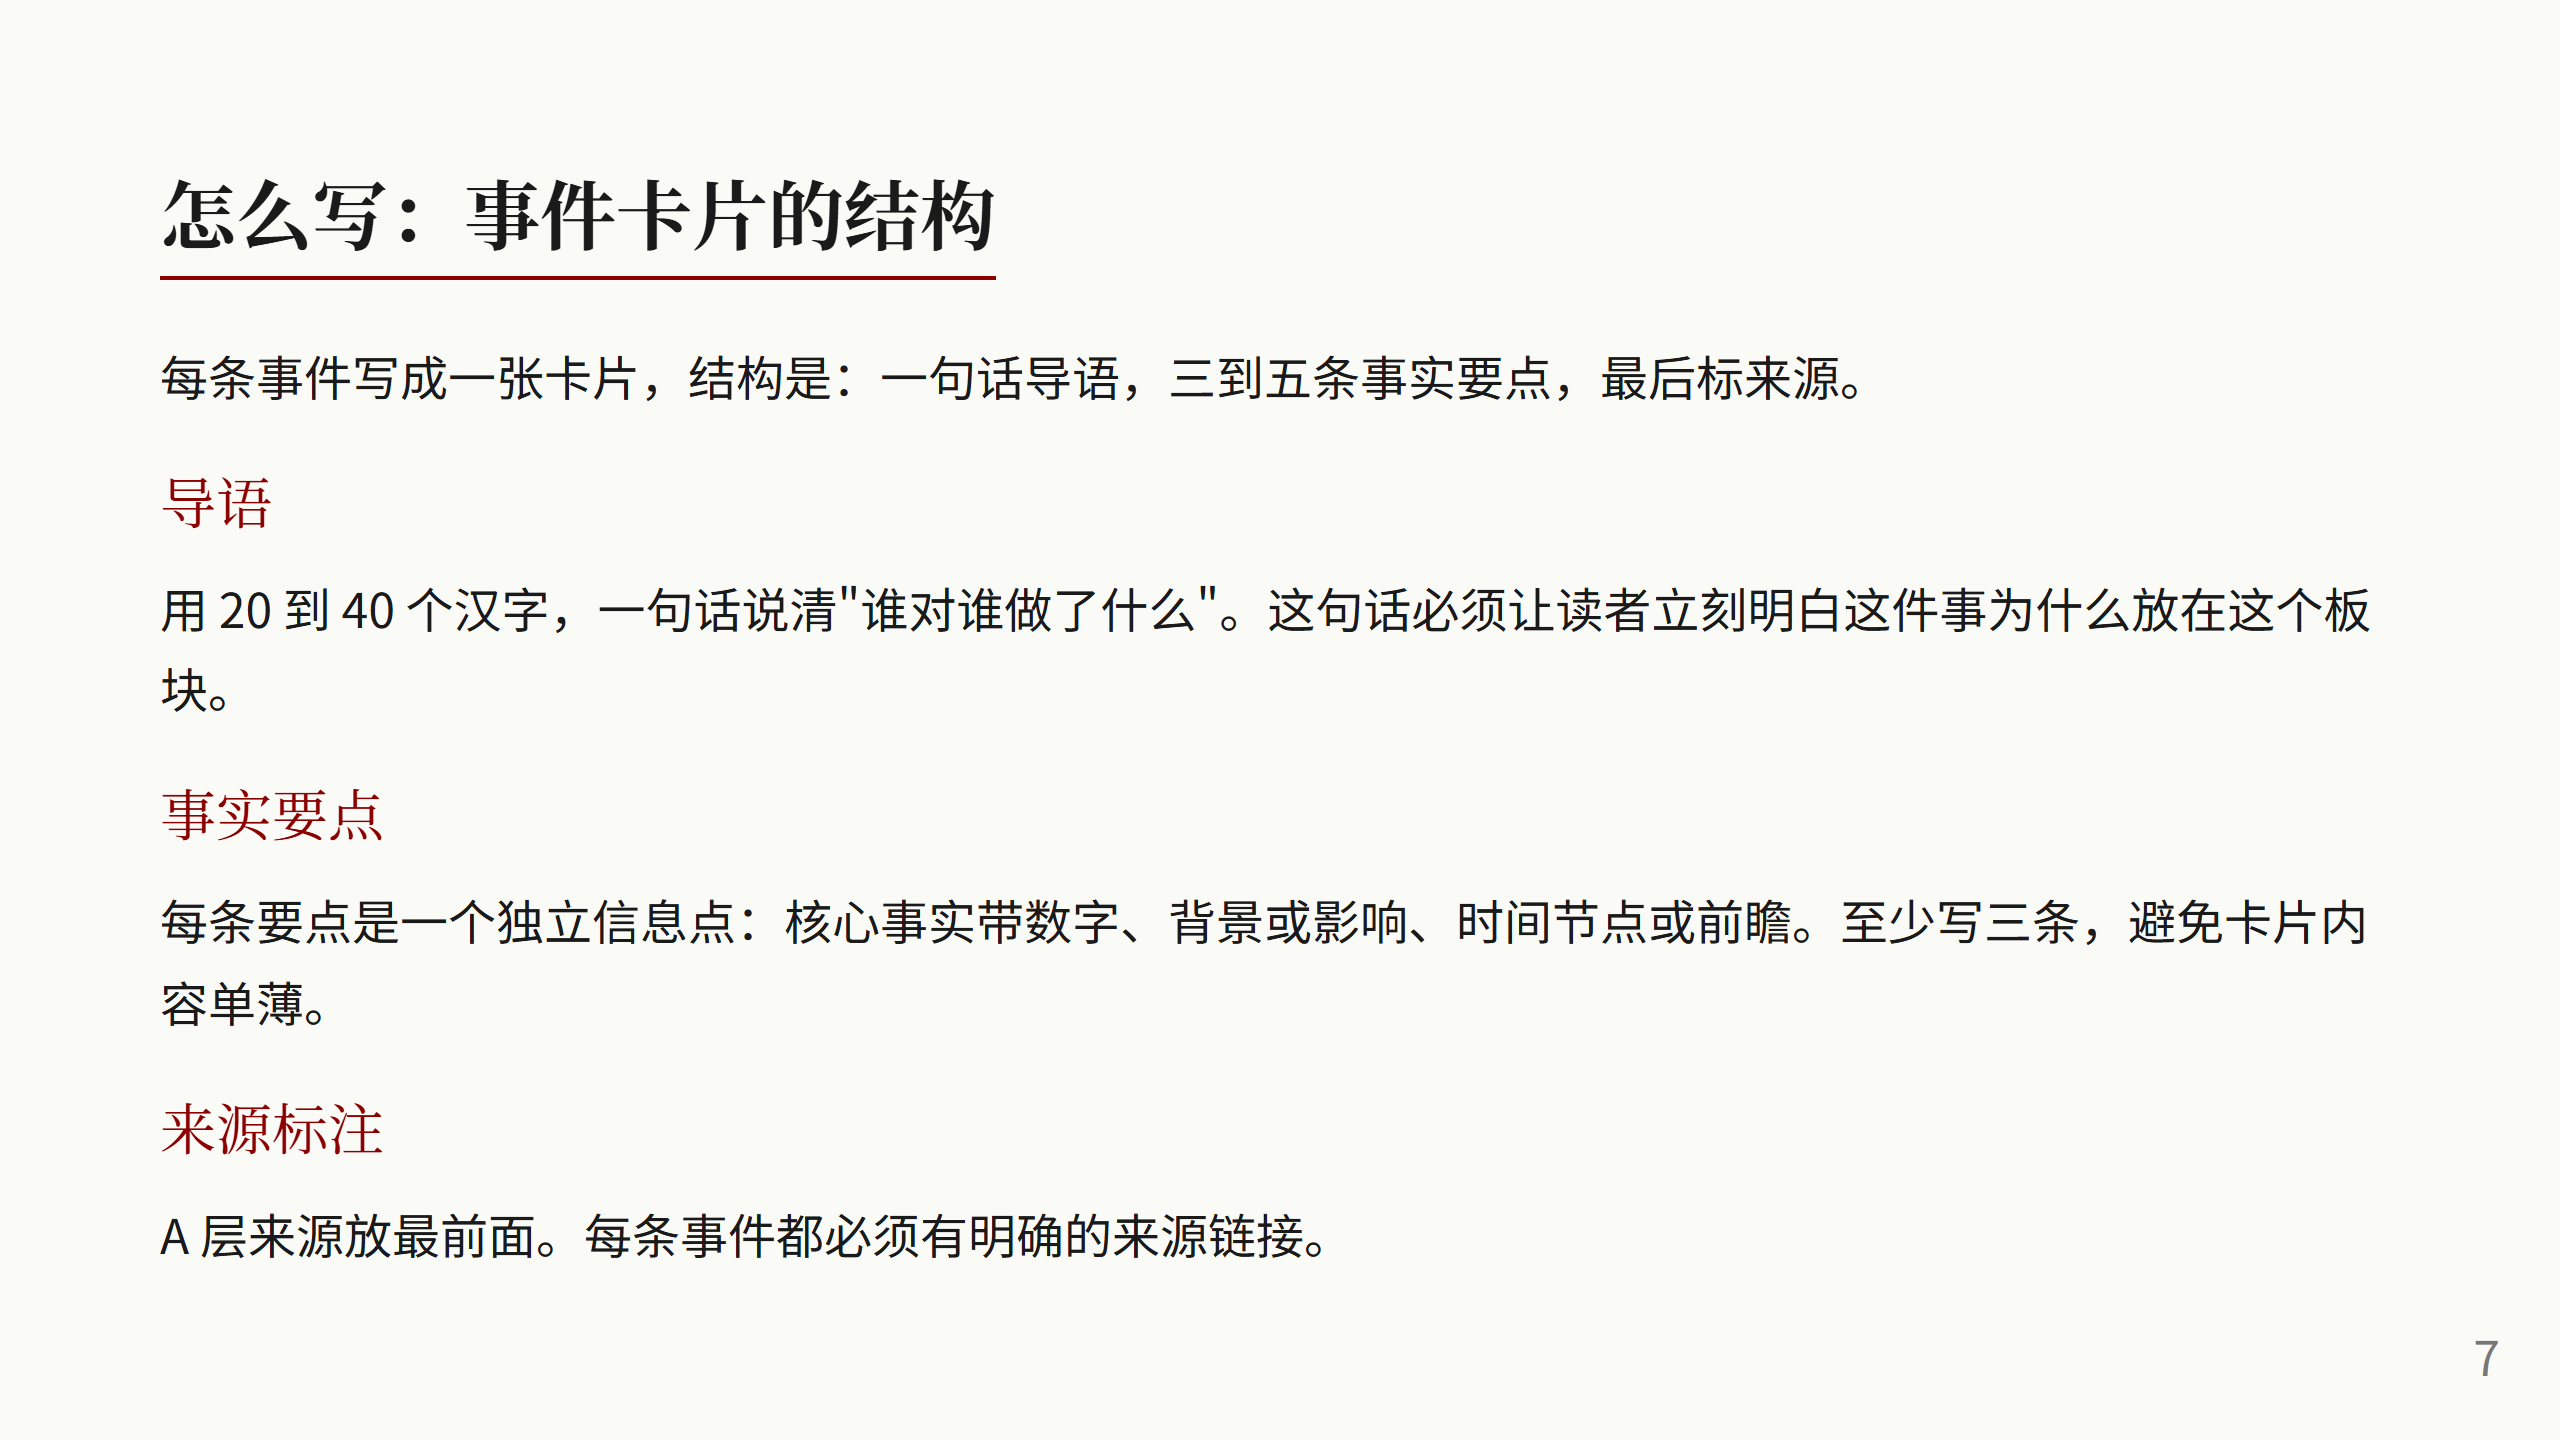 怎么写：事件卡片的结构
每条事件写成一张卡片，结构是：一句话导语，三到五条事实要点，最后标来源。
导语
用 20 到 40 个汉字，一句话说清"谁对谁做了什么"。这句话必须让读者立刻明白这件事为什么放在这个板
块。
事实要点
每条要点是一个独立信息点：核心事实带数字、背景或影响、时间节点或前瞻。至少写三条，避免卡片内
容单薄。
来源标注
A 层来源放最前面。每条事件都必须有明确的来源链接。
7